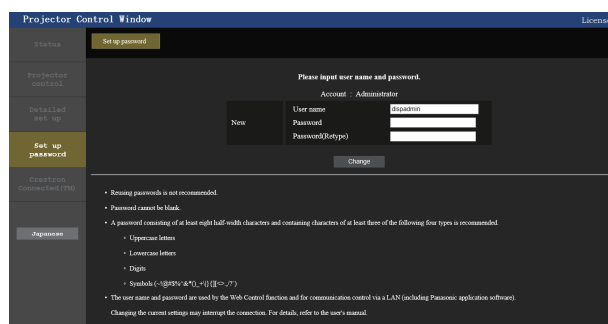 Projector Control Window
License
Status
Set up password
Projector
control
Detailed
set up
Set up
password
Crestron
Connected(TM)
Japanese
Please input user name and password.
Account : Administrator
New
User name
dispadmin
Password
Password(Retype)
Change
• Reusing passwords is not recommended.
• Password cannot be blank.
• A password consisting of at least eight half-width characters and containing characters of at least three of the following four types is recommended.
Uppercase letters
Lowercase letters
Digits
Symbols
• The user name and password are used by the Web Control function and for communication control via a LAN (including Panasonic application software).
Changing the current settings may interrupt the connection. For details, refer to the user's manual.